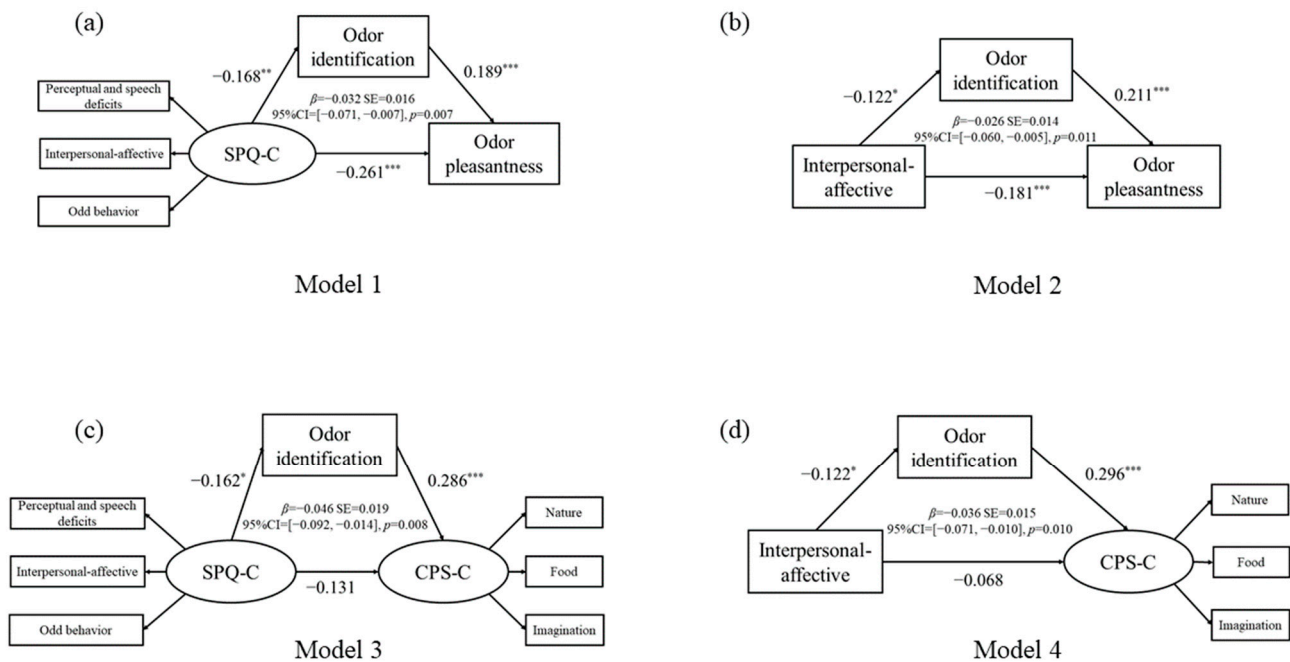 (a)
Odor
identification
−0.168**
0.189***
Perceptual and speech
deficits
β=−0.032 SE=0.016
95%CI=[−0.071, −0.007], p=0.007
Interpersonal-affective
SPQ-C
Odor
pleasantness
−0.261***
Odd behavior
Model 1
(b)
Odor
identification
−0.122*
0.211***
β=−0.026 SE=0.014
95%CI=[−0.060, −0.005], p=0.011
Interpersonal-
affective
Odor
pleasantness
−0.181***
Model 2
(c)
Odor
identification
−0.162*
0.286***
Perceptual and speech
deficits
β=−0.046 SE=0.019
95%CI=[−0.092, −0.014], p=0.008
Nature
Interpersonal-affective
SPQ-C
CPS-C
Food
−0.131
Odd behavior
Imagination
Model 3
(d)
Odor
identification
−0.122*
0.296***
β=−0.036 SE=0.015
95%CI=[−0.071, −0.010], p=0.010
Nature
Interpersonal-
affective
CPS-C
Food
−0.068
Imagination
Model 4